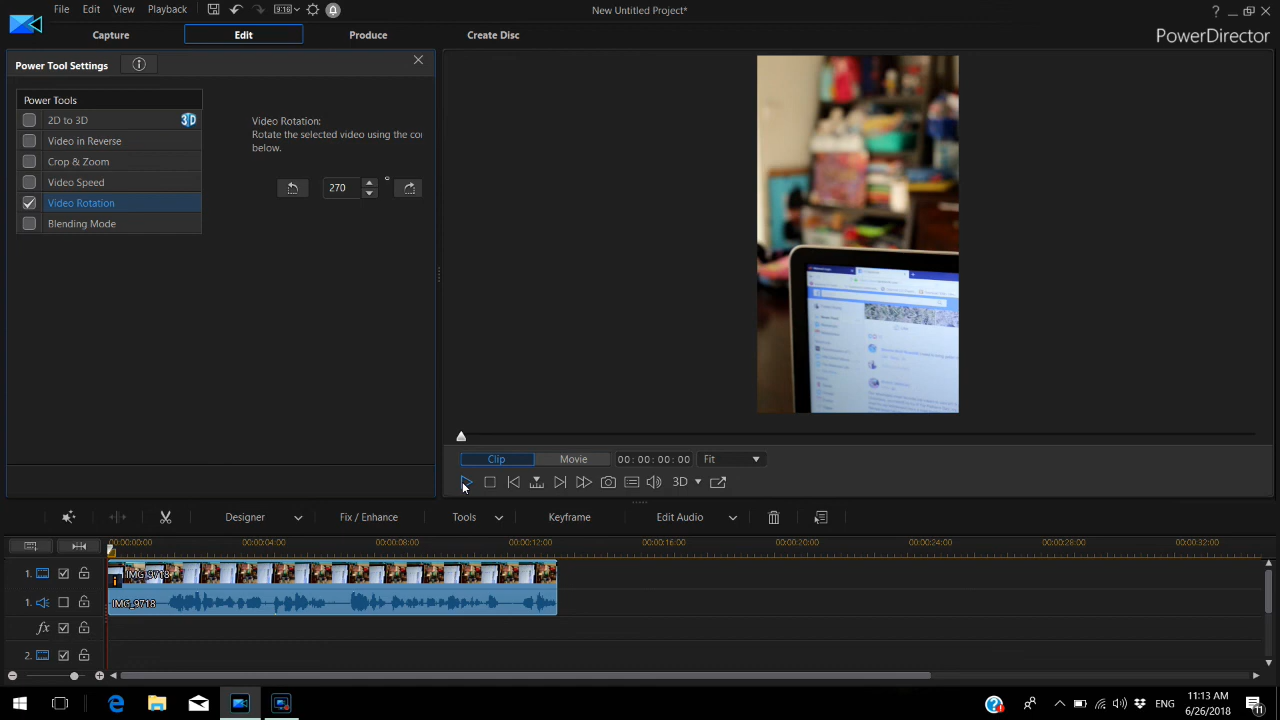 File Edit View Playback 9:16 New Untitled Project* ?
Capture Edit Produce Create Disc PowerDirector
Power Tool Settings
Power Tools
2D to 3D 3D
Video in Reverse
Crop & Zoom
Video Speed
Video Rotation
Blending Mode
Video Rotation:
Rotate the selected video using the co
below.
270 °
Clip Movie 00:00:00:00 Fit
3D
Designer Fix / Enhance Tools Keyframe Edit Audio
00:00:00:00 00:00:04:00 00:00:08:00 00:00:12:00 00:00:16:00 00:00:20:00 00:00:24:00 00:00:28:00 00:00:32:00
1. IMG_9718
1. IMG_9718
fx
2.
ENG 11:13 AM
6/26/2018 11